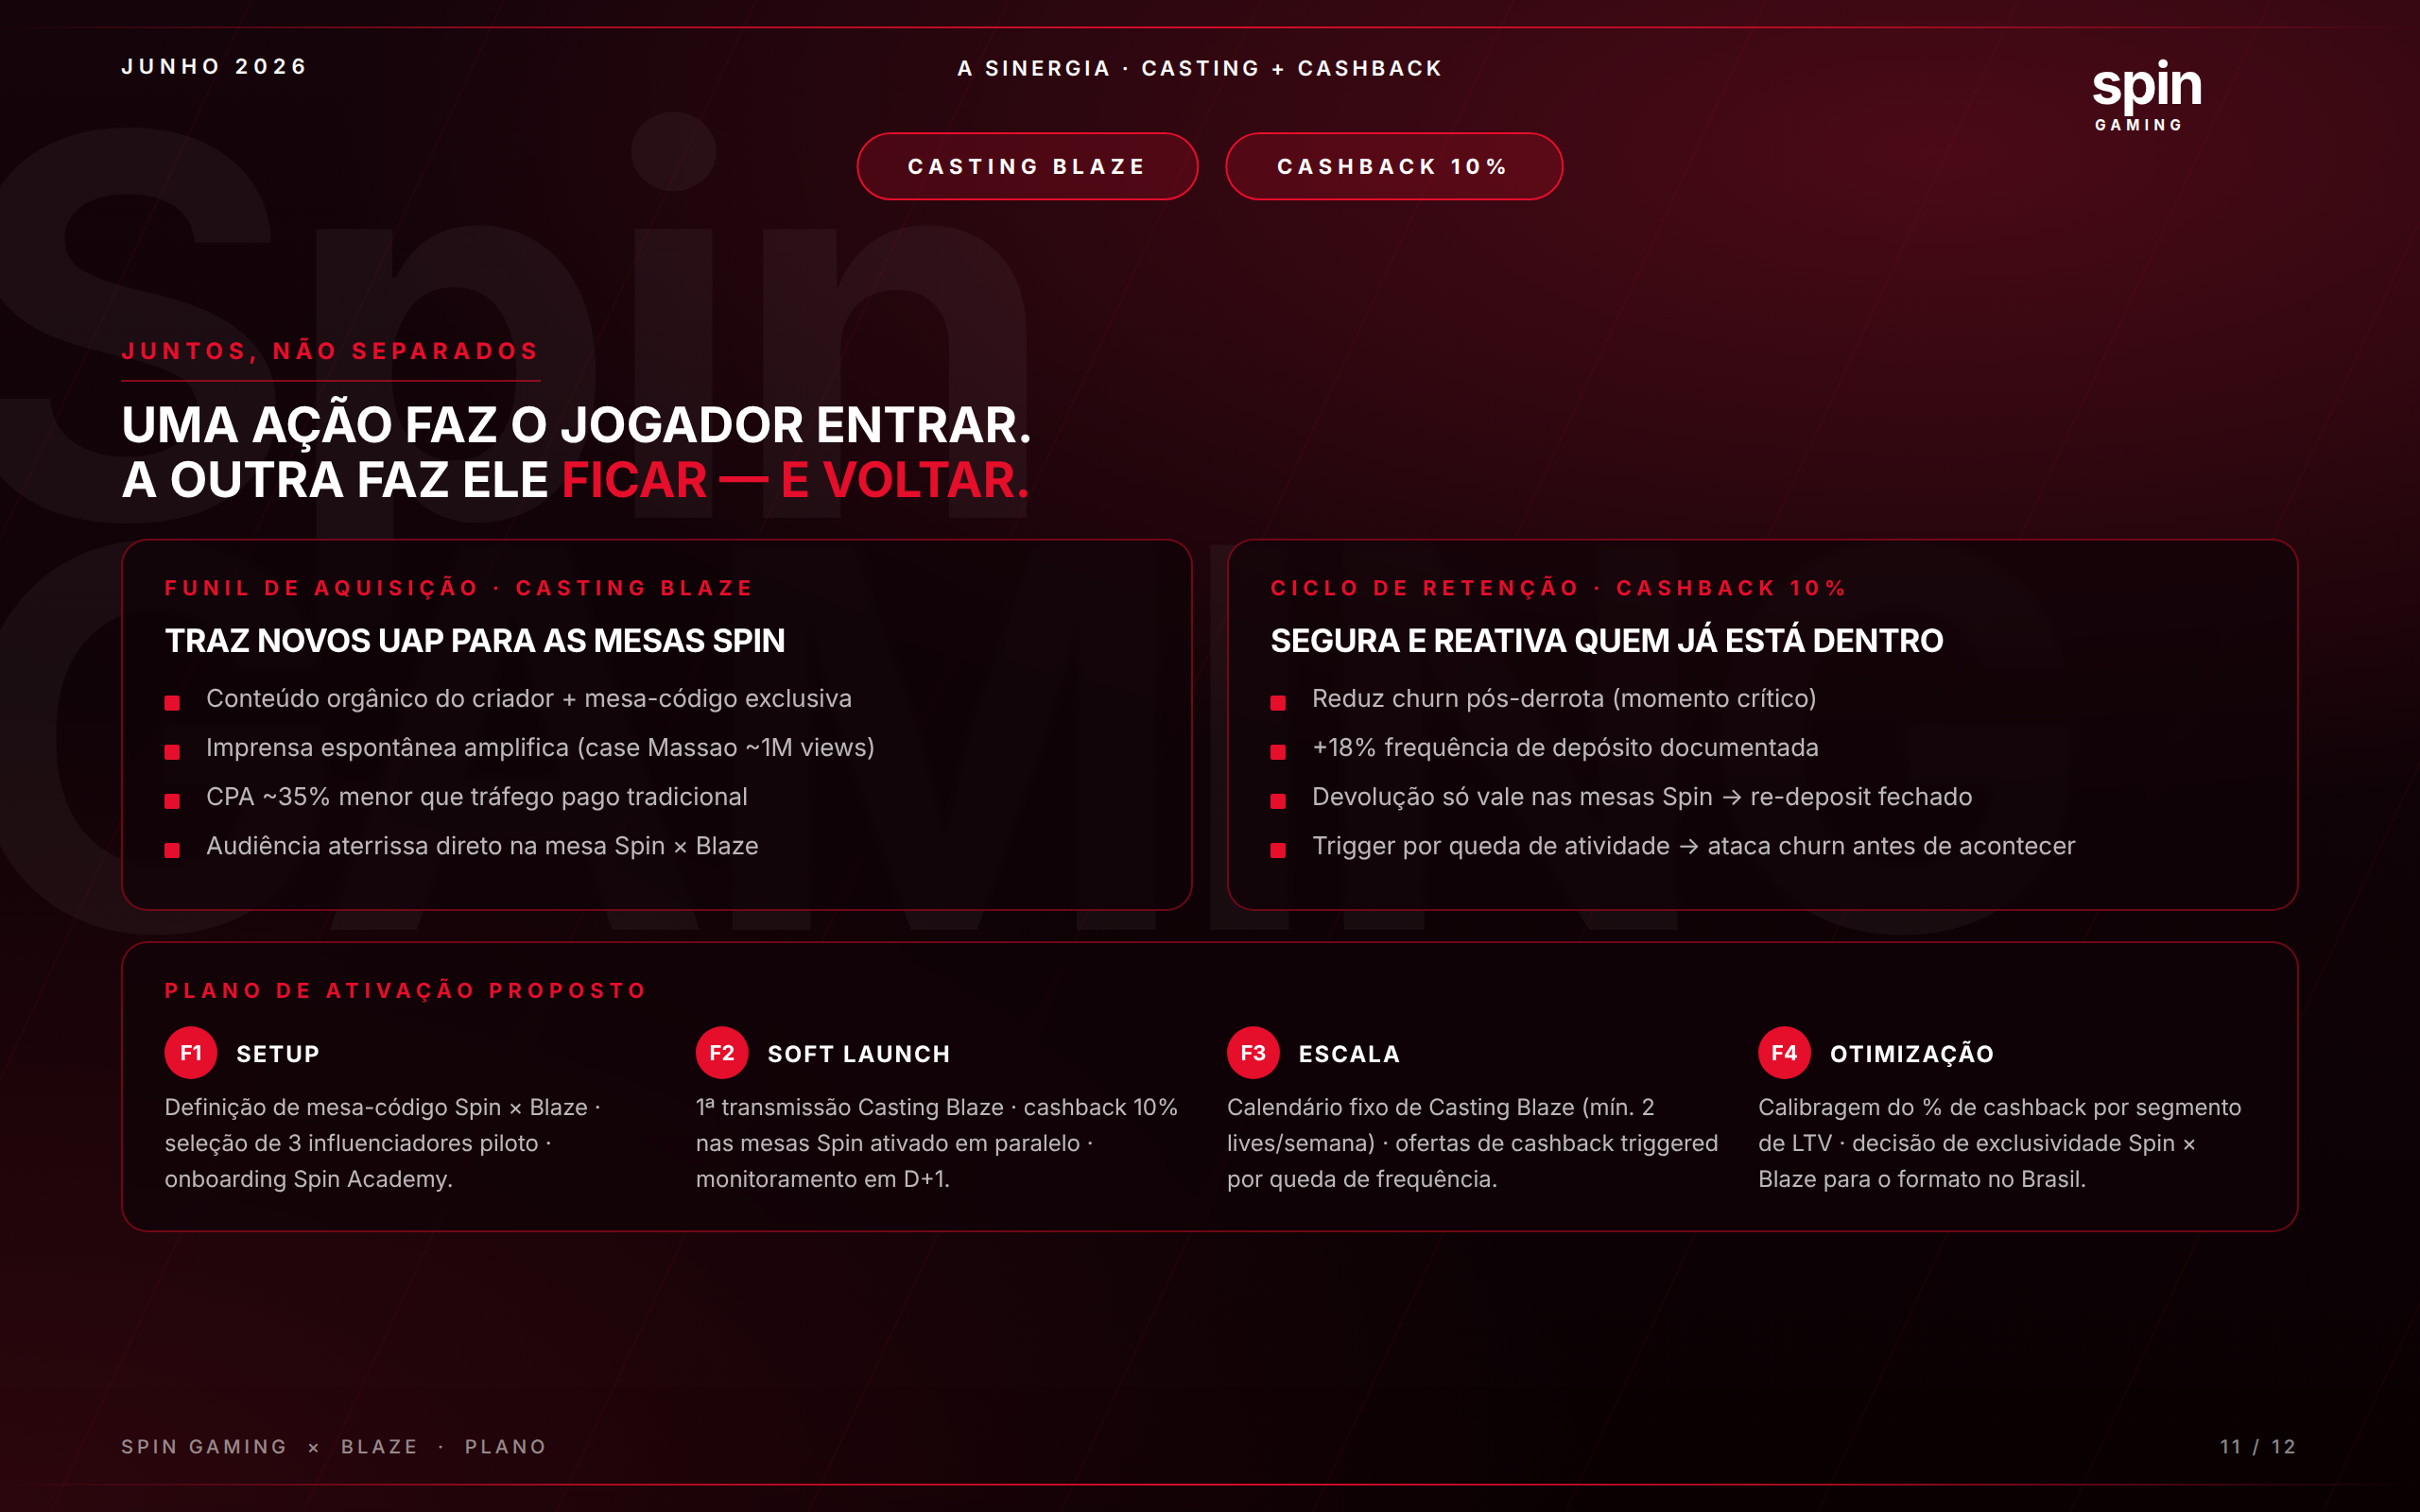 JUNHO 2026
A SINERGIA · CASTING + CASHBACK
spin
GAMING
CASTING BLAZE
CASHBACK 10%
Spin
GAMING
JUNTOS, NÃO SEPARADOS
UMA AÇÃO FAZ O JOGADOR ENTRAR.
A OUTRA FAZ ELE FICAR — E VOLTAR.
FUNIL DE AQUISIÇÃO · CASTING BLAZE
TRAZ NOVOS UAP PARA AS MESAS SPIN
Conteúdo orgânico do criador + mesa-código exclusiva
Imprensa espontânea amplifica (case Massao ~1M views)
CPA ~35% menor que tráfego pago tradicional
Audiência aterrissa direto na mesa Spin × Blaze
CICLO DE RETENÇÃO · CASHBACK 10%
SEGURA E REATIVA QUEM JÁ ESTÁ DENTRO
Reduz churn pós-derrota (momento crítico)
+18% frequência de depósito documentada
Devolução só vale nas mesas Spin → re-deposit fechado
Trigger por queda de atividade → ataca churn antes de acontecer
PLANO DE ATIVAÇÃO PROPOSTO
F1 SETUP
Definição de mesa-código Spin × Blaze ·
seleção de 3 influenciadores piloto ·
onboarding Spin Academy.
F2 SOFT LAUNCH
1ª transmissão Casting Blaze · cashback 10%
nas mesas Spin ativado em paralelo ·
monitoramento em D+1.
F3 ESCALA
Calendário fixo de Casting Blaze (mín. 2
lives/semana) · ofertas de cashback triggered
por queda de frequência.
F4 OTIMIZAÇÃO
Calibragem do % de cashback por segmento
de LTV · decisão de exclusividade Spin ×
Blaze para o formato no Brasil.
SPIN GAMING × BLAZE · PLANO
11 / 12